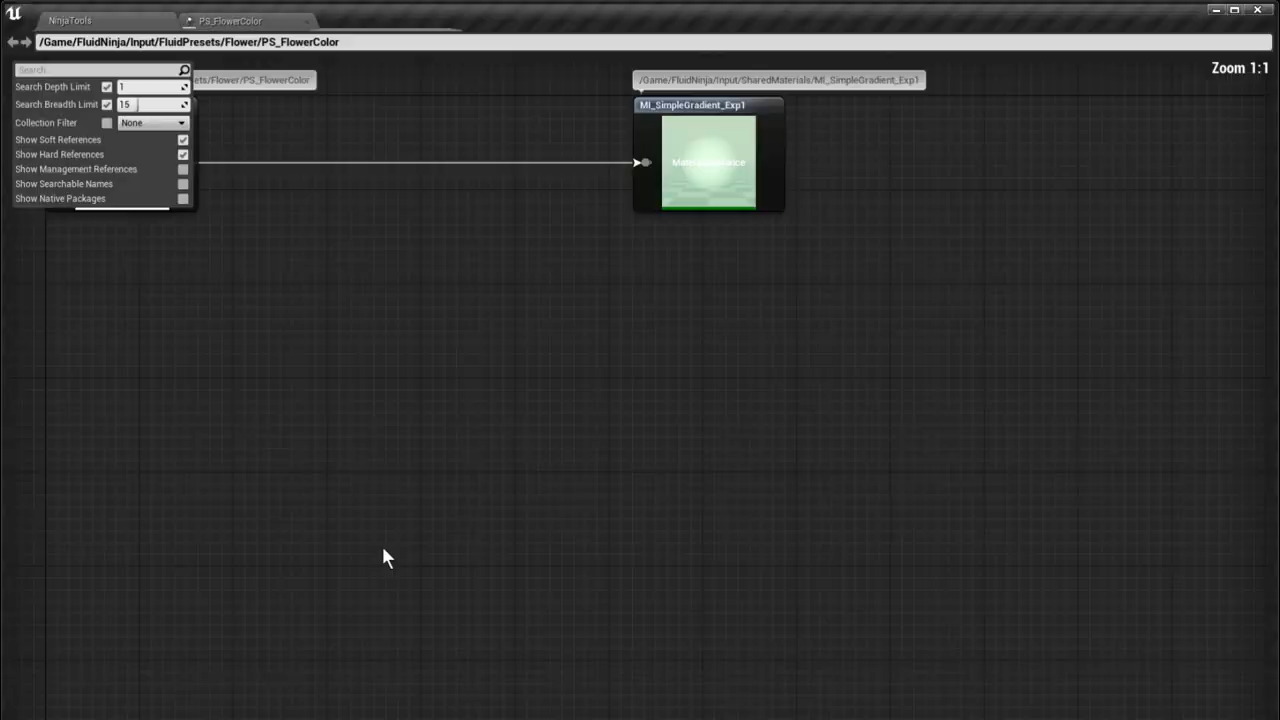 NinjaTools
PS_FlowerColor
/Game/FluidNinja/Input/FluidPresets/Flower/PS_FlowerColor
Search...
Search Depth Limit 1
Search Breadth Limit 15
Collection Filter None
Show Soft References
Show Hard References
Show Management References
Show Searchable Names
Show Native Packages
ets/Flower/PS_FlowerColor
/Game/FluidNinja/Input/SharedMaterials/MI_SimpleGradient_Exp1
MI_SimpleGradient_Exp1
Material Instance
Zoom 1:1